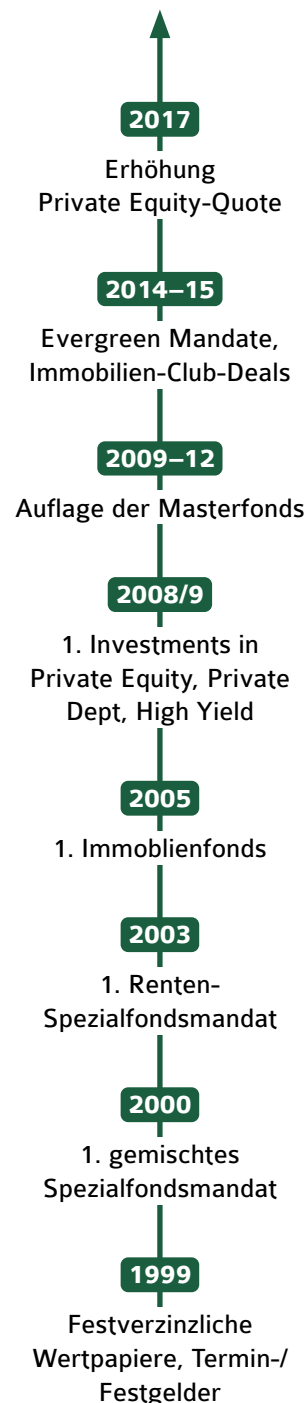 2017
Erhöhung
Private Equity-Quote
2014–15
Evergreen Mandate,
Immobilien-Club-Deals
2009–12
Auflage der Masterfonds
2008/9
1. Investments in
Private Equity, Private
Dept, High Yield
2005
1. Immoblienfonds
2003
1. Renten-
Spezialfondsmandat
2000
1. gemischtes
Spezialfondsmandat
1999
Festverzinzliche
Wertpapiere, Termin-/
Festgelder